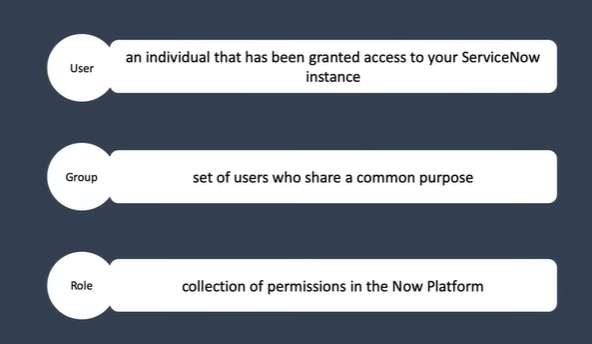 User
an individual that has been granted access to your ServiceNow
instance
Group
set of users who share a common purpose
Role
collection of permissions in the Now Platform